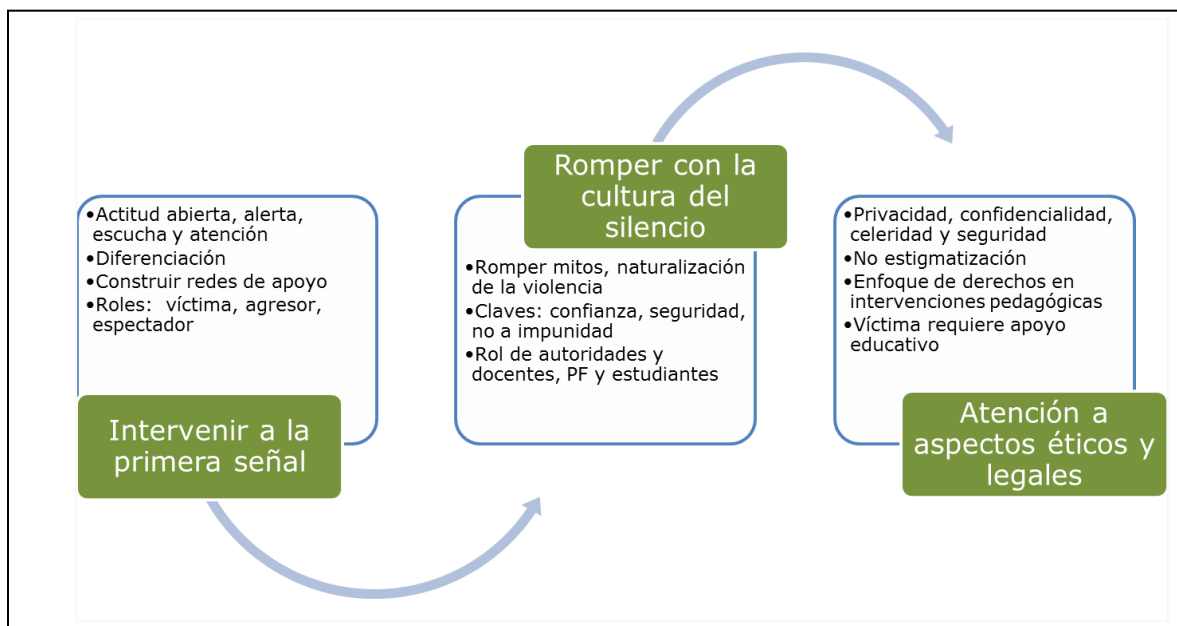 •Actitud abierta, alerta,
escucha y atención
•Diferenciación
•Construir redes de apoyo
•Roles: víctima, agresor,
espectador
Intervenir a la
primera señal
Romper con la
cultura del
silencio
•Romper mitos, naturalización
de la violencia
•Claves: confianza, seguridad,
no a impunidad
•Rol de autoridades y
docentes, PF y estudiantes
•Privacidad, confidencialidad,
celeridad y seguridad
•No estigmatización
•Enfoque de derechos en
intervenciones pedagógicas
•Víctima requiere apoyo
educativo
Atención a
aspectos éticos y
legales